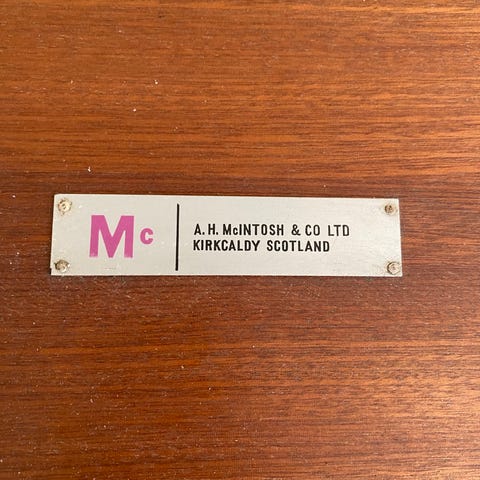 Mc
A. H. McINTOSH & CO LTD
KIRKCALDY SCOTLAND